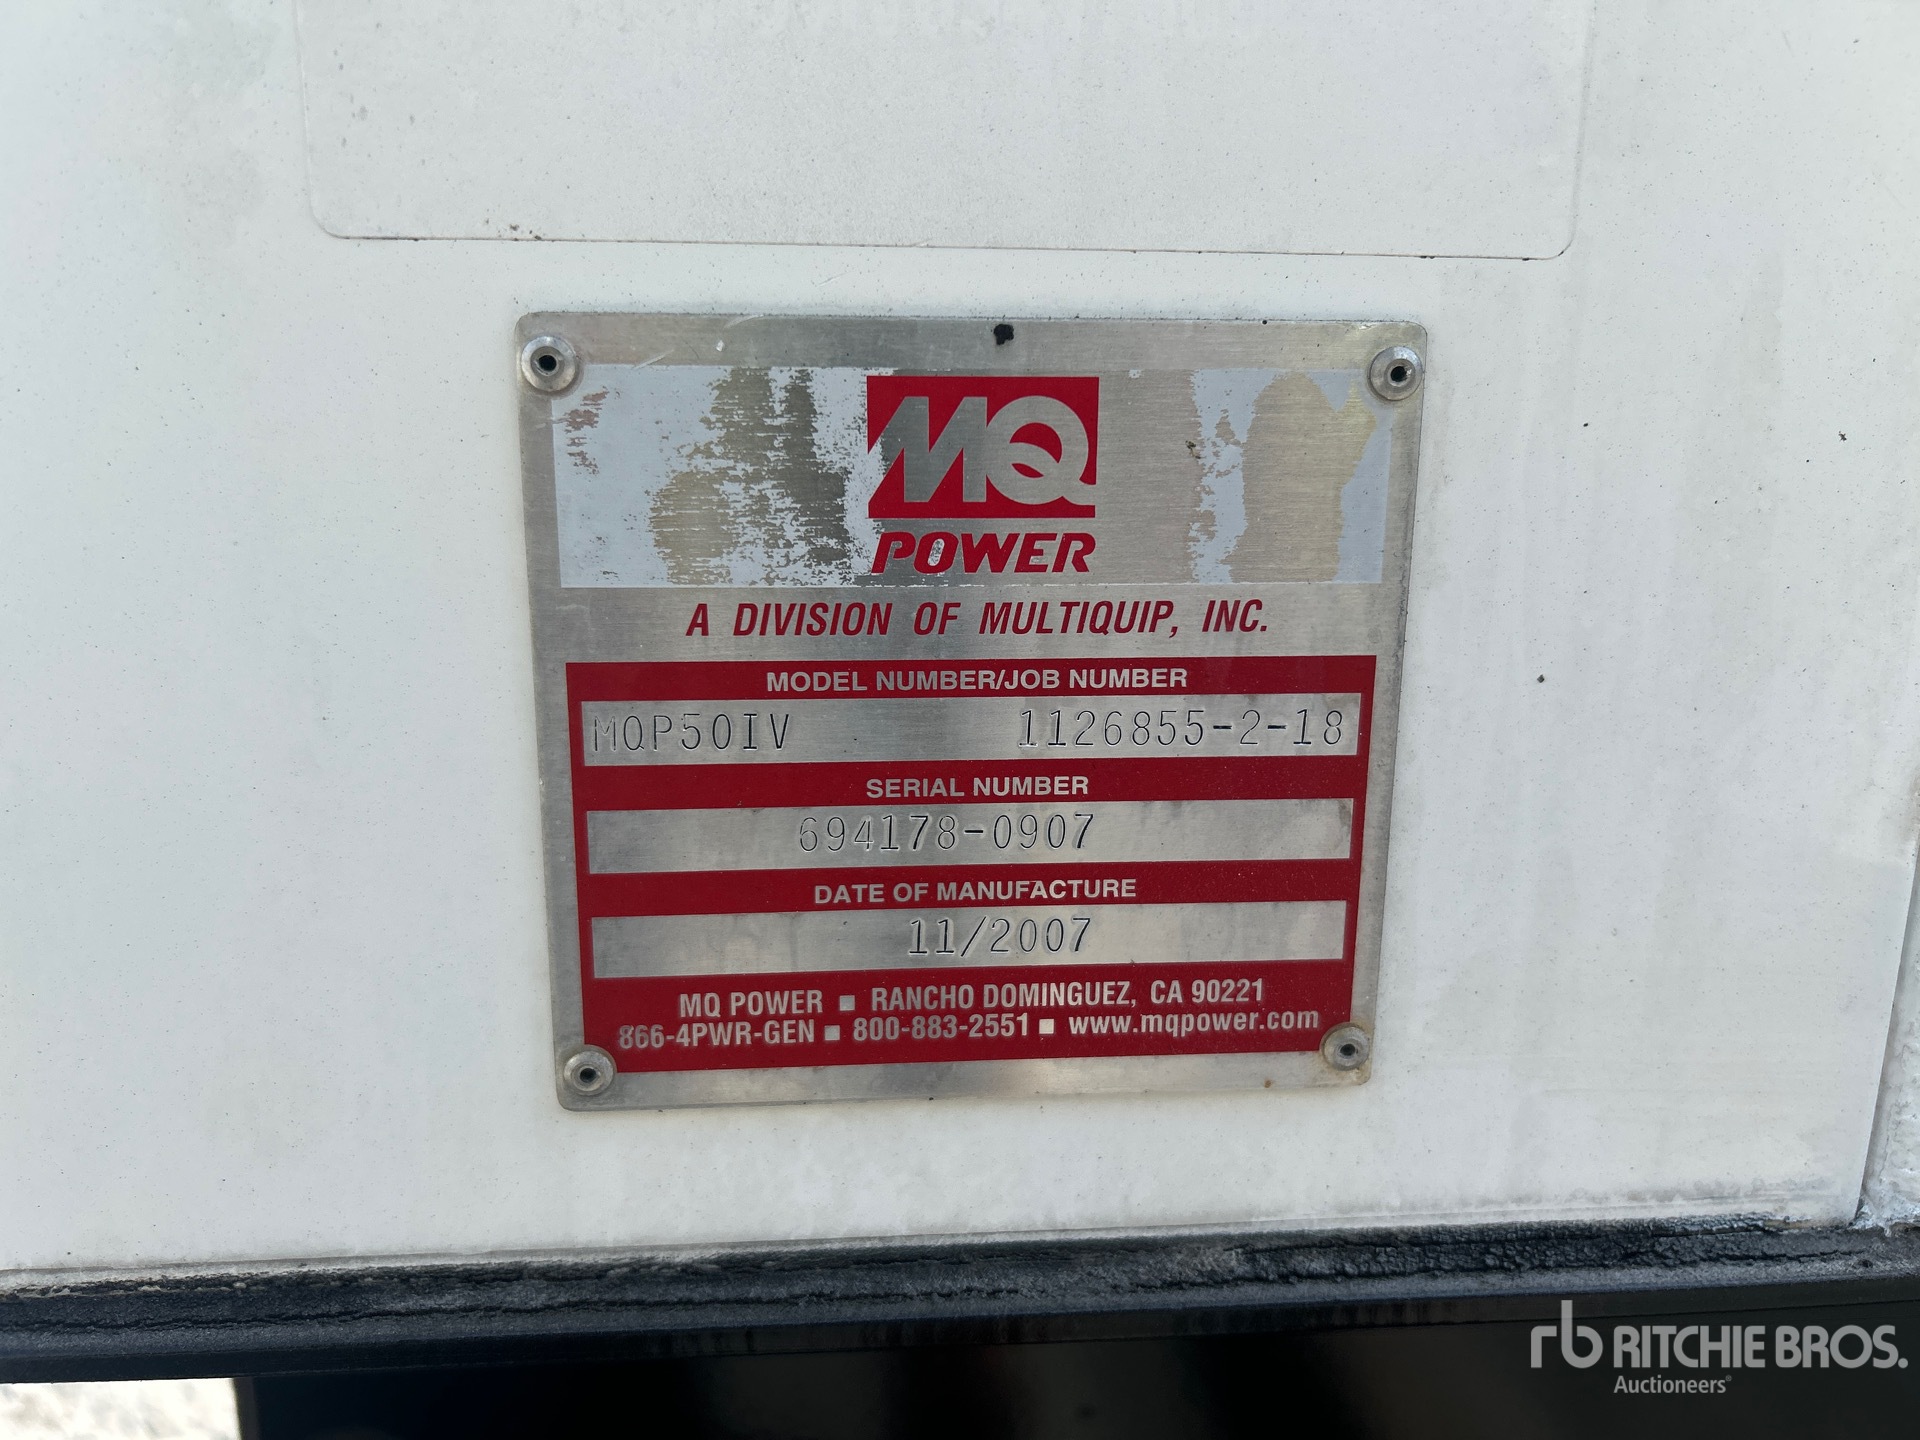 MQ
POWER
A DIVISION OF MULTIQUIP, INC.
MODEL NUMBER/JOB NUMBER
MQP50IV 1126855-2-18
SERIAL NUMBER
694178-0907
DATE OF MANUFACTURE
11/2007
MQ POWER ■ RANCHO DOMINGUEZ, CA 90221
866-4PWR-GEN ■ 800-883-2551 ■ www.mqpower.com
rb RITCHIE BROS.
Auctioneers®